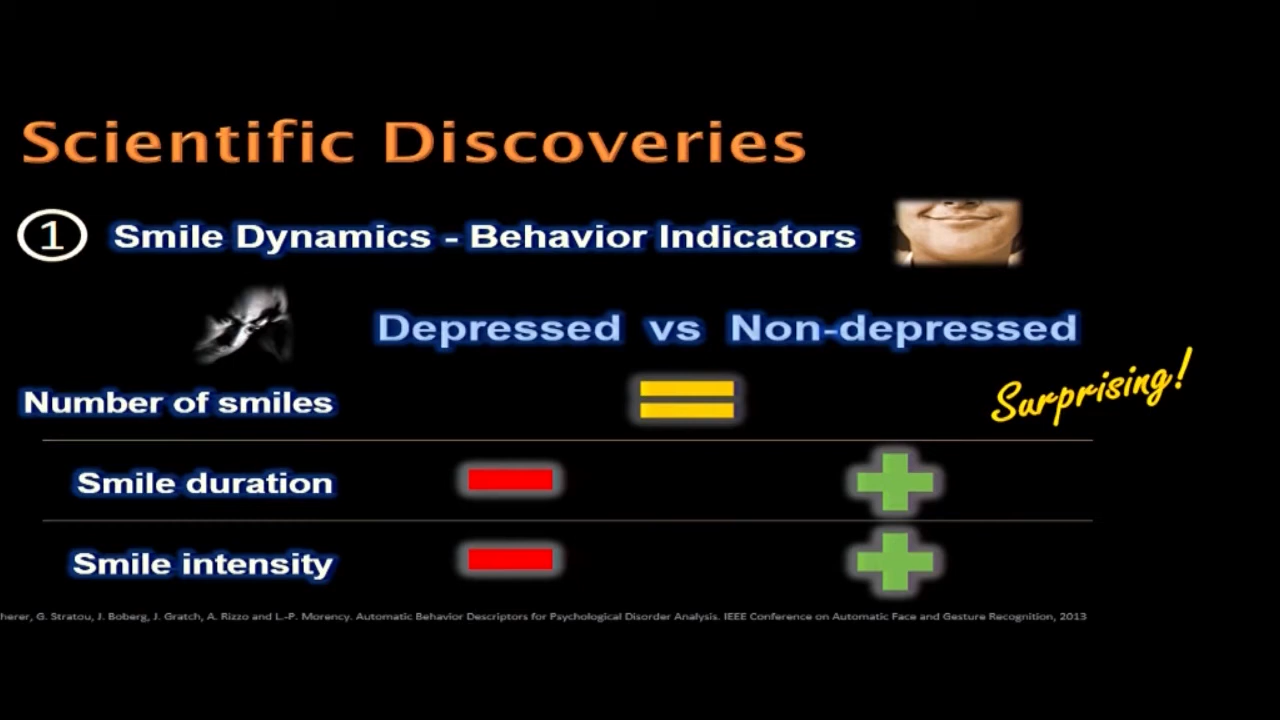 Scientific Discoveries
1 Smile Dynamics - Behavior Indicators
Depressed vs Non-depressed
Surprising!
Number of smiles
Smile duration
Smile intensity
herer, G. Stratou, J. Boberg, J. Gratch, A. Rizzo and L.-P. Morency. Automatic Behavior Descriptors for Psychological Disorder Analysis. IEEE Conference on Automatic Face and Gesture Recognition, 2013